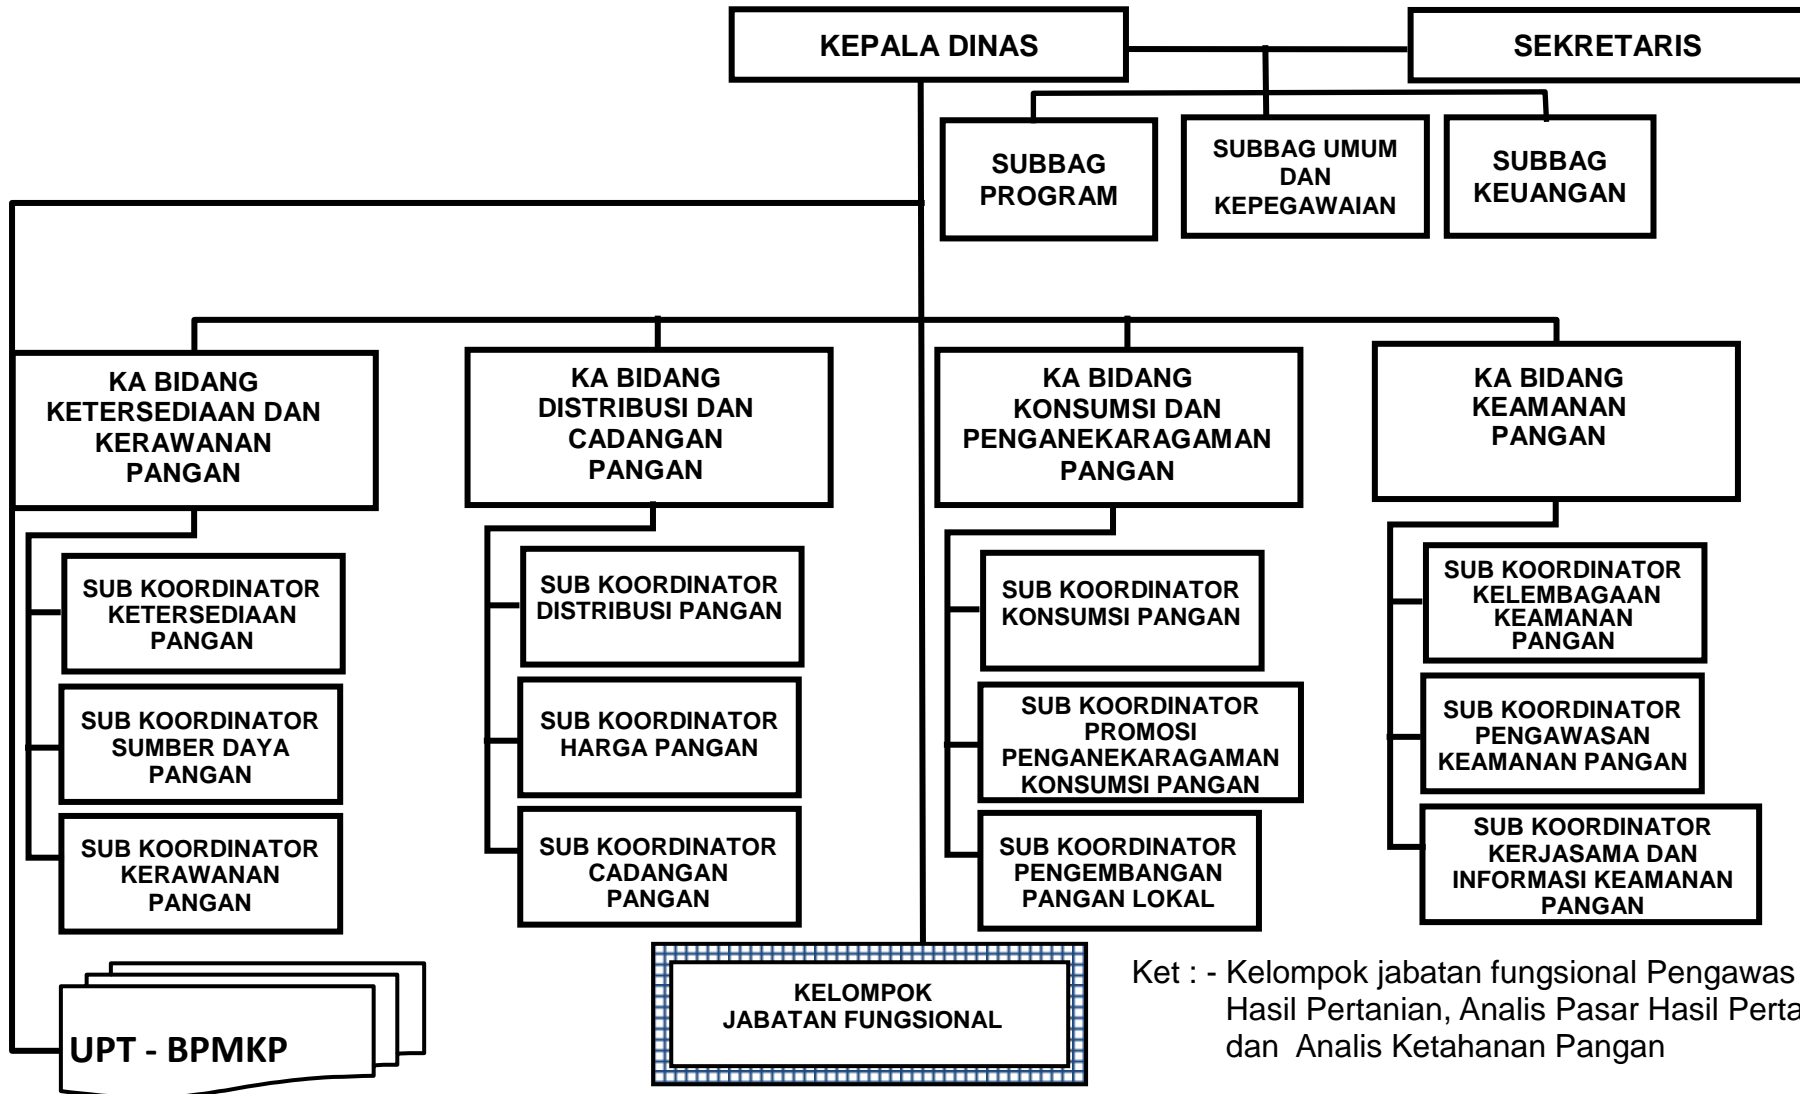 KEPALA DINAS
SEKRETARIS
SUBBAG
PROGRAM
SUBBAG UMUM
DAN
KEPEGAWAIAN
SUBBAG
KEUANGAN
KA BIDANG
KETERSEDIAAN DAN
KERAWANAN
PANGAN
KA BIDANG
DISTRIBUSI DAN
CADANGAN
PANGAN
KA BIDANG
KONSUMSI DAN
PENGANEKARAGAMAN
PANGAN
KA BIDANG
KEAMANAN
PANGAN
SUB KOORDINATOR
KETERSEDIAAN
PANGAN
SUB KOORDINATOR
SUMBER DAYA
PANGAN
SUB KOORDINATOR
KERAWANAN
PANGAN
SUB KOORDINATOR
DISTRIBUSI PANGAN
SUB KOORDINATOR
HARGA PANGAN
SUB KOORDINATOR
CADANGAN
PANGAN
SUB KOORDINATOR
KONSUMSI PANGAN
SUB KOORDINATOR
PROMOSI
PENGANEKARAGAMAN
KONSUMSI PANGAN
SUB KOORDINATOR
PENGEMBANGAN
PANGAN LOKAL
SUB KOORDINATOR
KELEMBAGAAN
KEAMANAN
PANGAN
SUB KOORDINATOR
PENGAWASAN
KEAMANAN PANGAN
SUB KOORDINATOR
KERJASAMA DAN
INFORMASI KEAMANAN
PANGAN
UPT - BPMKP
KELOMPOK
JABATAN FUNGSIONAL
Ket : - Kelompok jabatan fungsional Pengawas
Hasil Pertanian, Analis Pasar Hasil Perta
dan Analis Ketahanan Pangan